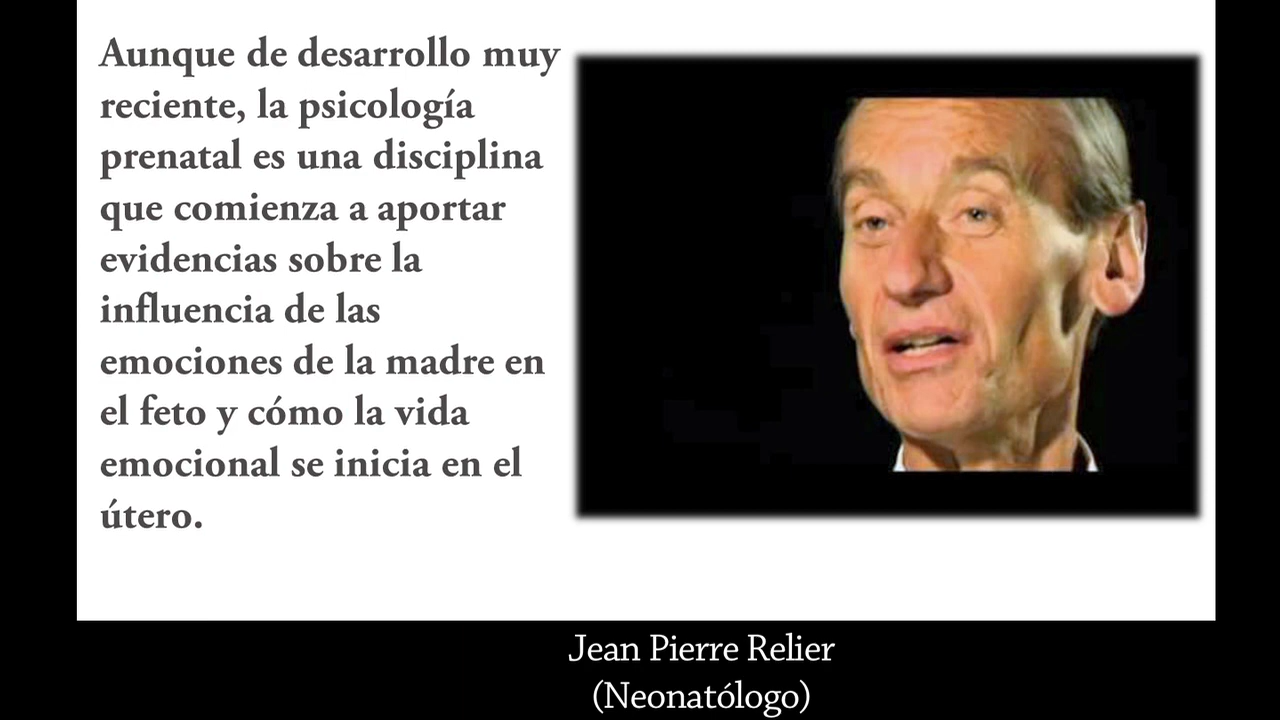 Aunque de desarrollo muy
reciente, la psicología
prenatal es una disciplina
que comienza a aportar
evidencias sobre la
influencia de las
emociones de la madre en
el feto y cómo la vida
emocional se inicia en el
útero.
Jean Pierre Relier
(Neonatólogo)